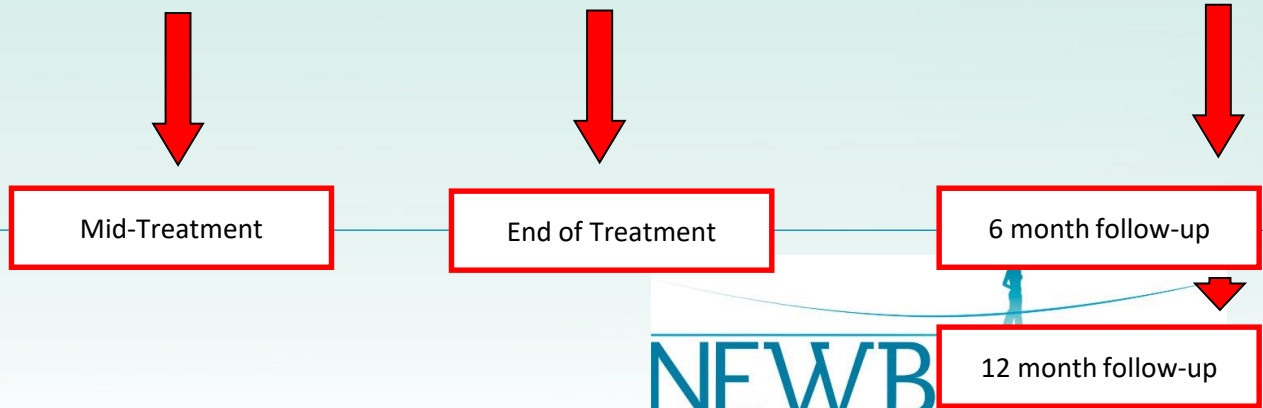 Mid-Treatment
End of Treatment
6 month follow-up
12 month follow-up